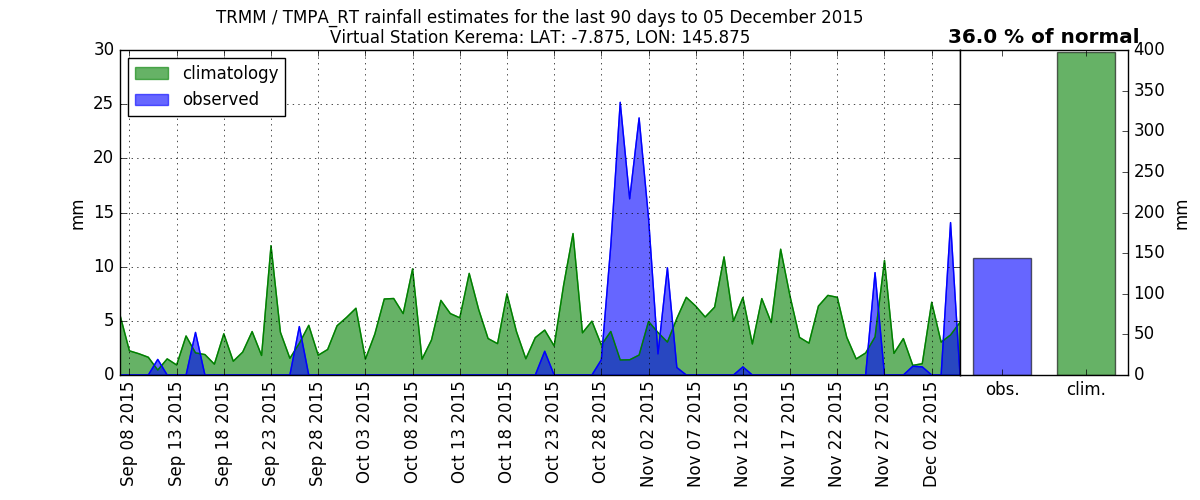 TRMM / TMPA_RT rainfall estimates for the last 90 days to 05 December 2015
Virtual Station Kerema: LAT: -7.875, LON: 145.875
36.0 % of normal
climatology
observed
mm
30
25
20
15
10
5
0
400
350
300
250
200
150
100
50
0
mm
obs.
clim.
Sep 08 2015
Sep 13 2015
Sep 18 2015
Sep 23 2015
Sep 28 2015
Oct 03 2015
Oct 08 2015
Oct 13 2015
Oct 18 2015
Oct 23 2015
Oct 28 2015
Nov 02 2015
Nov 07 2015
Nov 12 2015
Nov 17 2015
Nov 22 2015
Nov 27 2015
Dec 02 2015